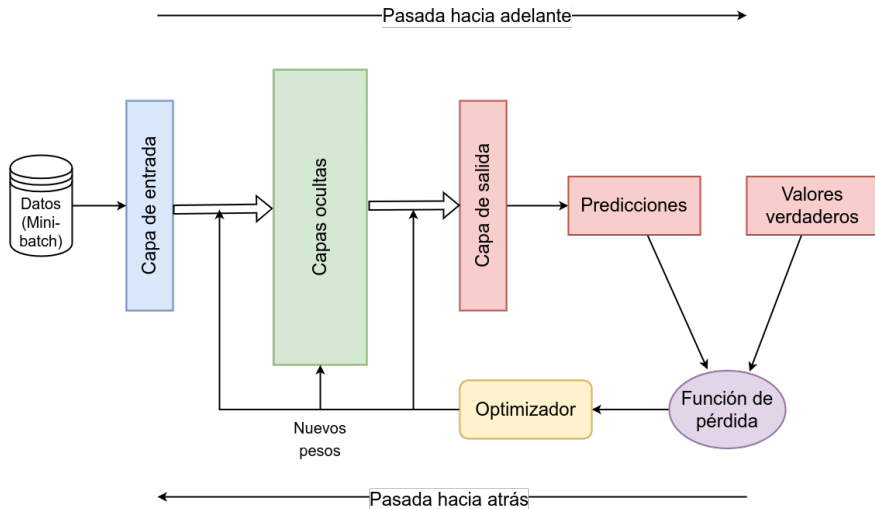 Pasada hacia adelante
Datos
(Mini-
batch)
Capa de entrada
Capas ocultas
Capa de salida
Predicciones
Valores
verdaderos
Función de
pérdida
Optimizador
Nuevos
pesos
Pasada hacia atrás